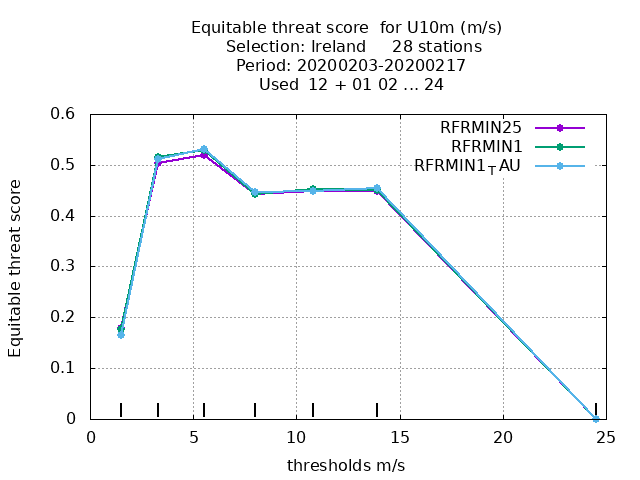 Equitable threat score  for U10m (m/s)
Selection: Ireland     28 stations
Period: 20200203-20200217
Used  12 + 01 02 ... 24
RFRMIN25
RFRMIN1
RFRMIN1TAU
Equitable threat score
0.6
0.5
0.4
0.3
0.2
0.1
0
0 5 10 15 20 25
thresholds m/s